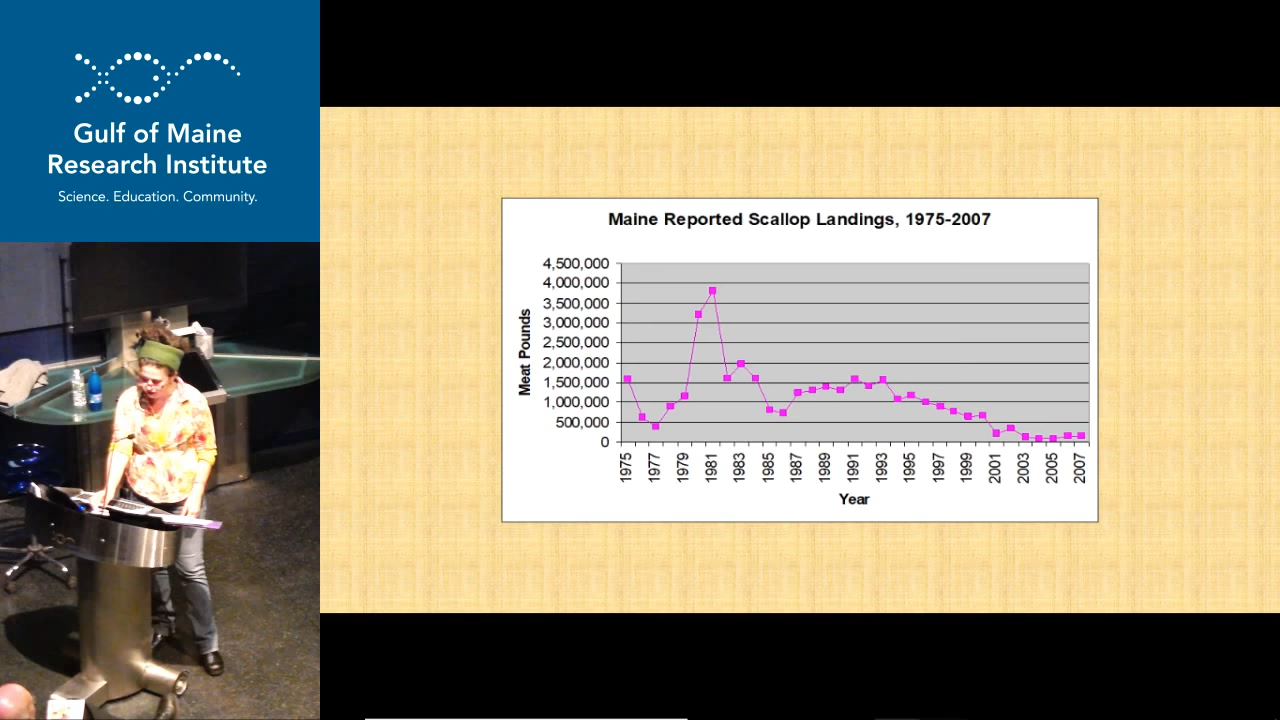 Gulf of Maine
Research Institute
Science. Education. Community.
Maine Reported Scallop Landings, 1975-2007
Meat Pounds
4,500,000
4,000,000
3,500,000
3,000,000
2,500,000
2,000,000
1,500,000
1,000,000
500,000
0
1975 1977 1979 1981 1983 1985 1987 1989 1991 1993 1995 1997 1999 2001 2003 2005 2007
Year